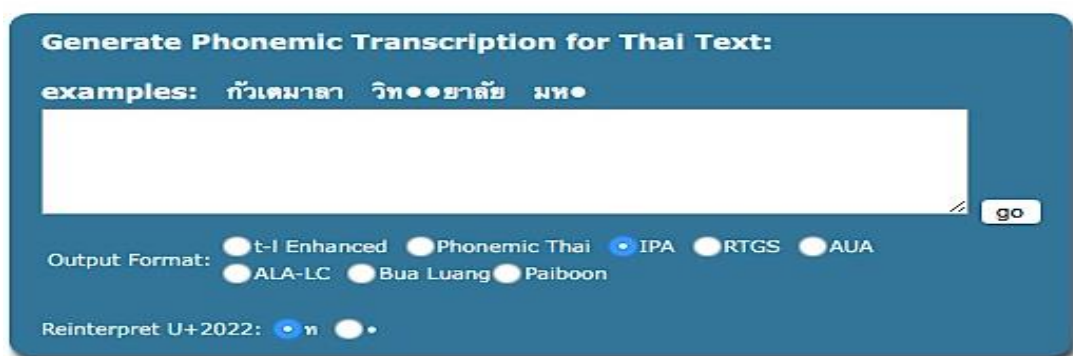 Generate Phonemic Transcription for Thai Text:
examples: กัวเตมาลา วิท••ยาลัย มห•
go
Output Format: t-l Enhanced Phonemic Thai IPA RTGS AUA
ALA-LC Bua Luang Paiboon
Reinterpret U+2022: ท •